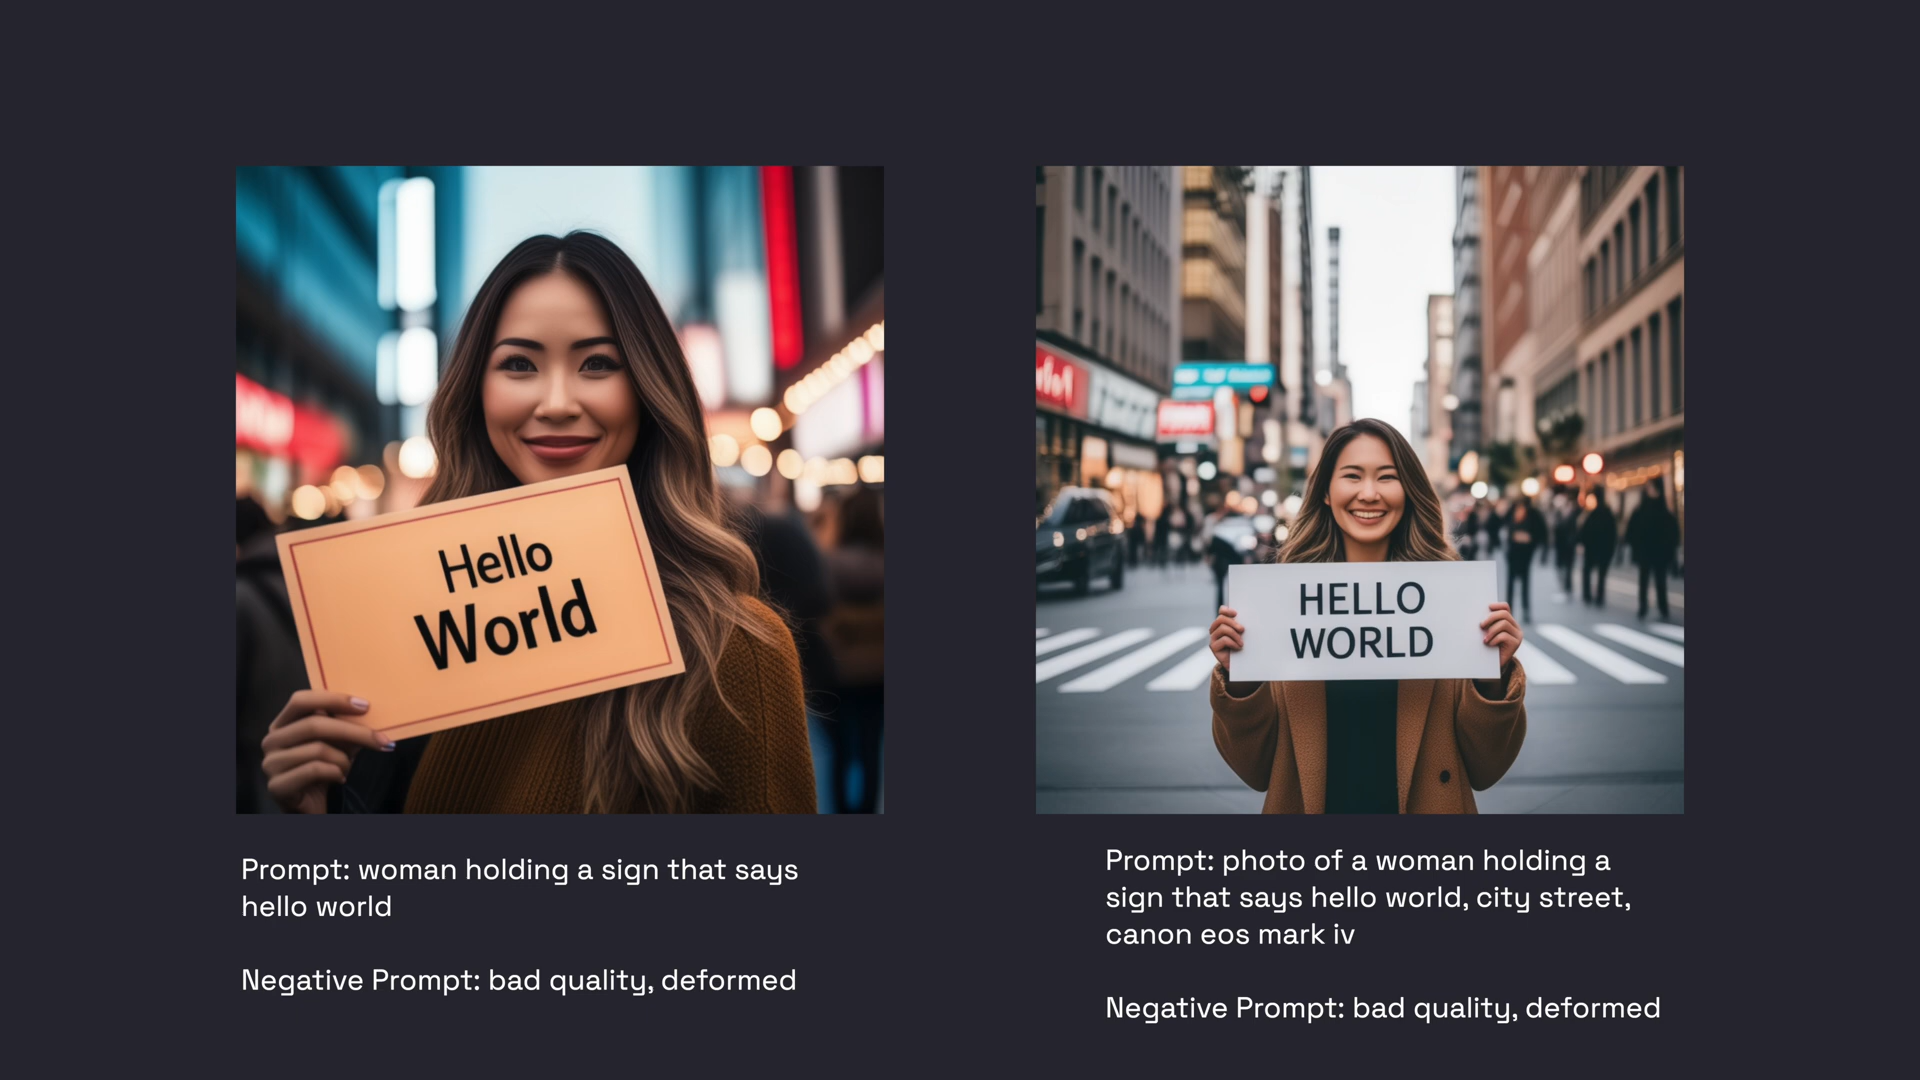 Hello
World
HELLO
WORLD
Prompt: woman holding a sign that says
hello world
Negative Prompt: bad quality, deformed
Prompt: photo of a woman holding a
sign that says hello world, city street,
canon eos mark iv
Negative Prompt: bad quality, deformed